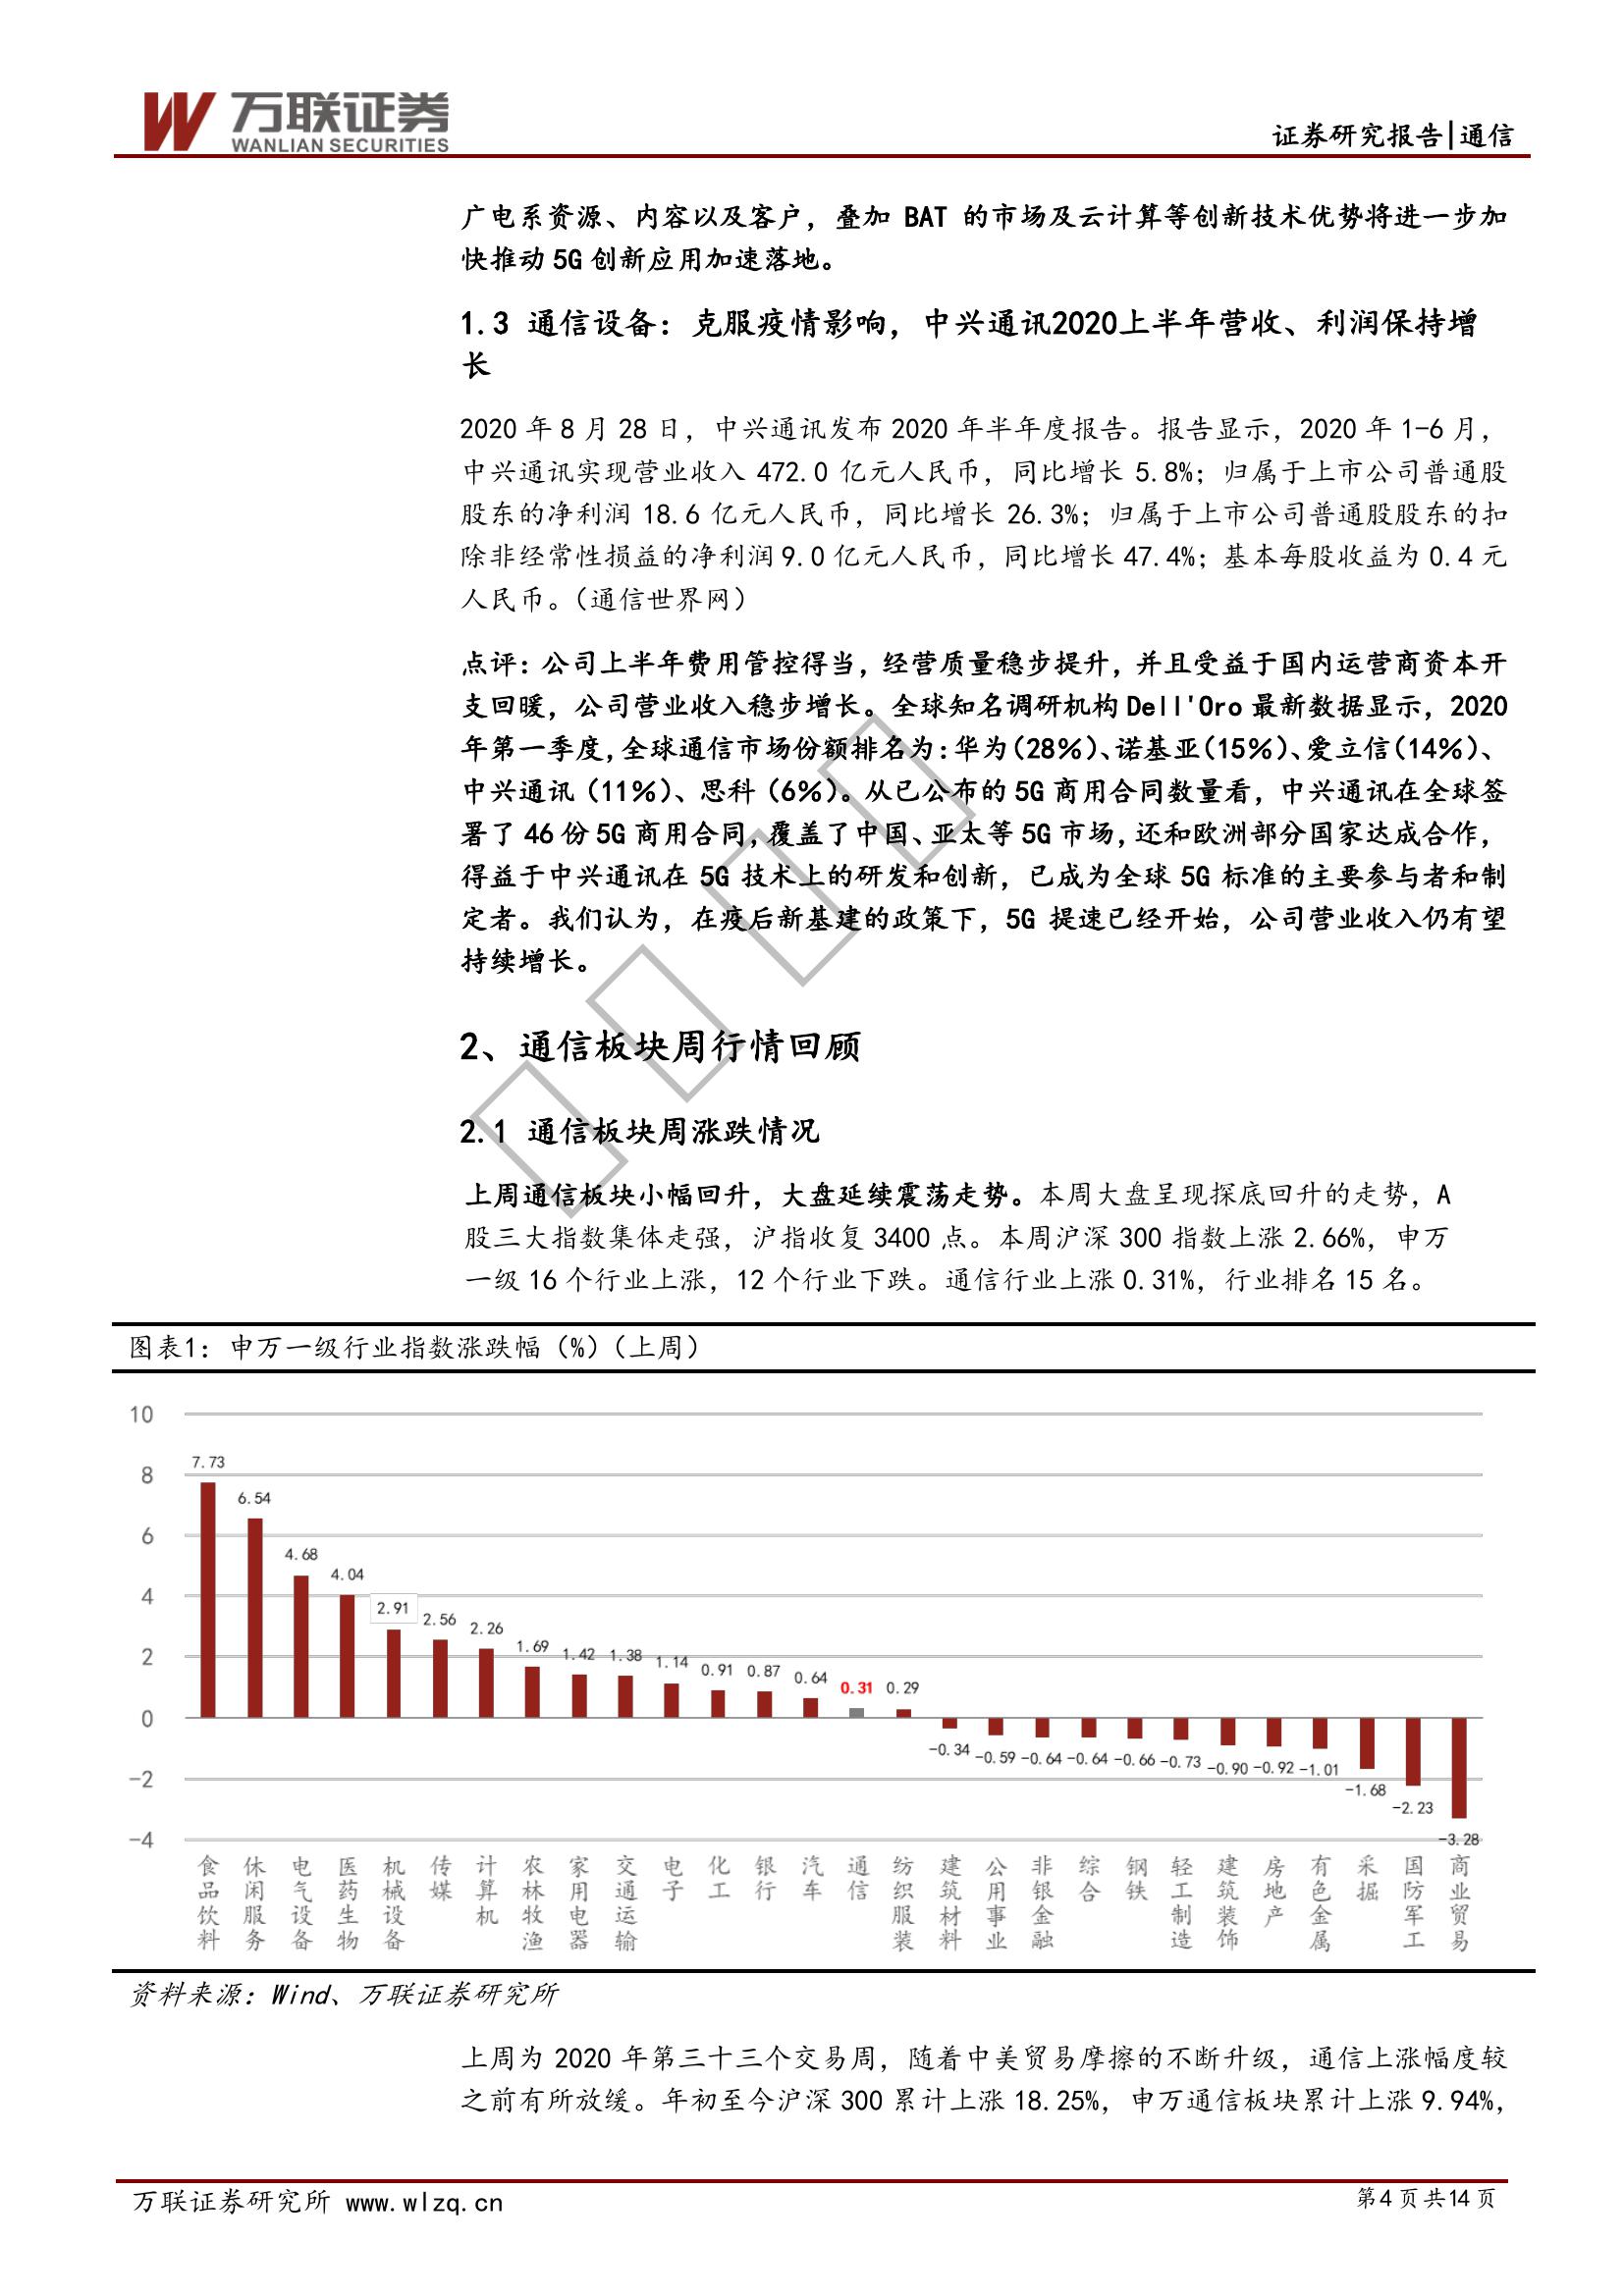 万联证券
WANLIAN SECURITIES
证券研究报告|通信
广电系资源、内容以及客户，叠加 BAT 的市场及云计算等创新技术优势将进一步加
快推动 5G 创新应用加速落地。
1.3 通信设备：克服疫情影响，中兴通讯2020上半年营收、利润保持增
长
2020 年 8 月 28 日，中兴通讯发布 2020 年半年度报告。报告显示，2020 年 1-6 月，
中兴通讯实现营业收入 472.0 亿元人民币，同比增长 5.8%；归属于上市公司普通股
股东的净利润 18.6 亿元人民币，同比增长 26.3%；归属于上市公司普通股股东的扣
除非经常性损益的净利润 9.0 亿元人民币，同比增长 47.4%；基本每股收益为 0.4 元
人民币。（通信世界网）
点评：公司上半年费用管控得当，经营质量稳步提升，并且受益于国内运营商资本开
支回暖，公司营业收入稳步增长。全球知名调研机构 Dell'Oro 最新数据显示，2020
年第一季度，全球通信市场份额排名为：华为（28%）、诺基亚（15%）、爱立信（14%）、
中兴通讯（11%）、思科（6%）。从已公布的 5G 商用合同数量看，中兴通讯在全球签
署了 46 份 5G 商用合同，覆盖了中国、亚太等 5G 市场，还和欧洲部分国家达成合作，
得益于中兴通讯在 5G 技术上的研发和创新，已成为全球 5G 标准的主要参与者和制
定者。我们认为，在疫后新基建的政策下，5G 提速已经开始，公司营业收入仍有望
持续增长。
2、通信板块周行情回顾
2.1 通信板块周涨跌情况
上周通信板块小幅回升，大盘延续震荡走势。本周大盘呈现探底回升的走势，A
股三大指数集体走强，沪指收复 3400 点。本周沪深 300 指数上涨 2.66%，申万
一级 16 个行业上涨，12 个行业下跌。通信行业上涨 0.31%，行业排名 15 名。
图表1：申万一级行业指数涨跌幅（%）（上周）
10
8
6
4
2
0
-2
-4
7.73
6.54
4.68
4.04
2.91
2.56
2.26
1.69
1.42
1.38
1.14
0.91
0.87
0.64
0.31
0.29
-0.34
-0.59
-0.64
-0.64
-0.66
-0.73
-0.90
-0.92
-1.01
-1.68
-2.23
-3.28
食品饮料
休闲服务
电气设备
医药生物
机械设备
传媒
计算机
农林牧渔
家用电器
交通运输
电子
化工
银行
汽车
通信
纺织服装
建筑材料
公用事业
非银金融
综合
钢铁
轻工制造
建筑装饰
房地产
有色金属
采掘
国防军工
商业贸易
资料来源：Wind、万联证券研究所
上周为 2020 年第三十三个交易周，随着中美贸易摩擦的不断升级，通信上涨幅度较
之前有所放缓。年初至今沪深 300 累计上涨 18.25%，申万通信板块累计上涨 9.94%，
万联证券研究所 www.wlzq.cn
第 4 页 共 14 页